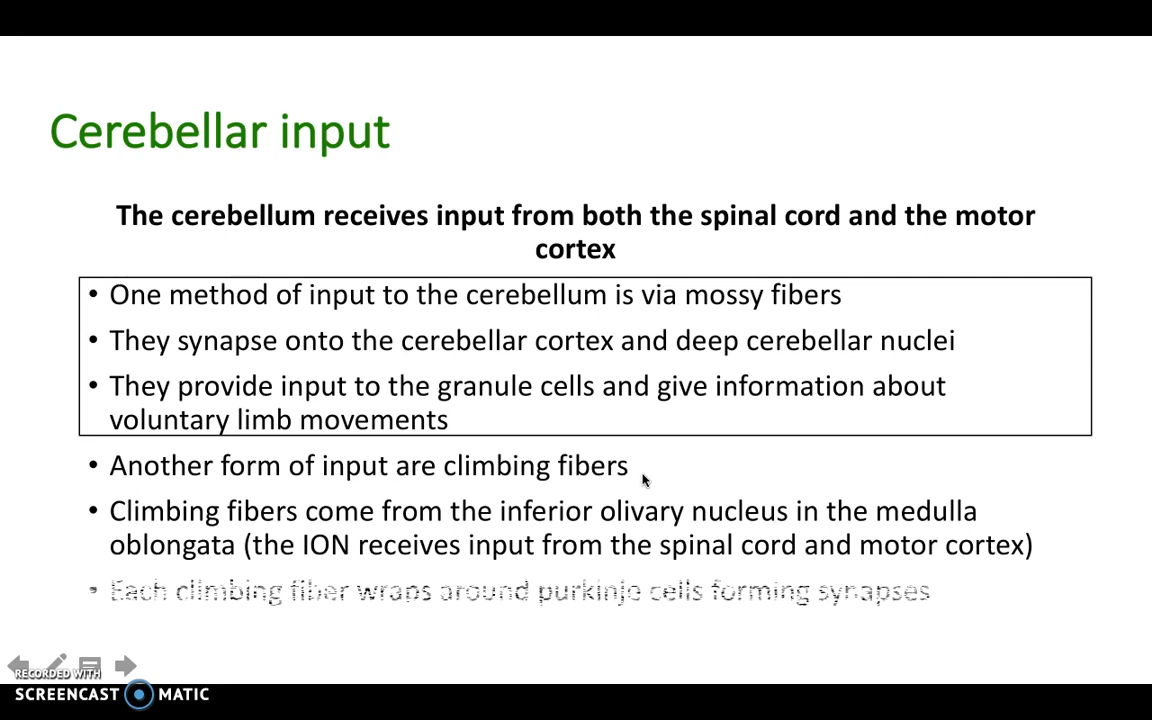 Cerebellar input
The cerebellum receives input from both the spinal cord and the motor
cortex
• One method of input to the cerebellum is via mossy fibers
• They synapse onto the cerebellar cortex and deep cerebellar nuclei
• They provide input to the granule cells and give information about
voluntary limb movements
• Another form of input are climbing fibers
• Climbing fibers come from the inferior olivary nucleus in the medulla
oblongata (the ION receives input from the spinal cord and motor cortex)
• Each climbing fiber wraps around purkinje cells forming synapses
RECORDED WITH
SCREENCAST MATIC